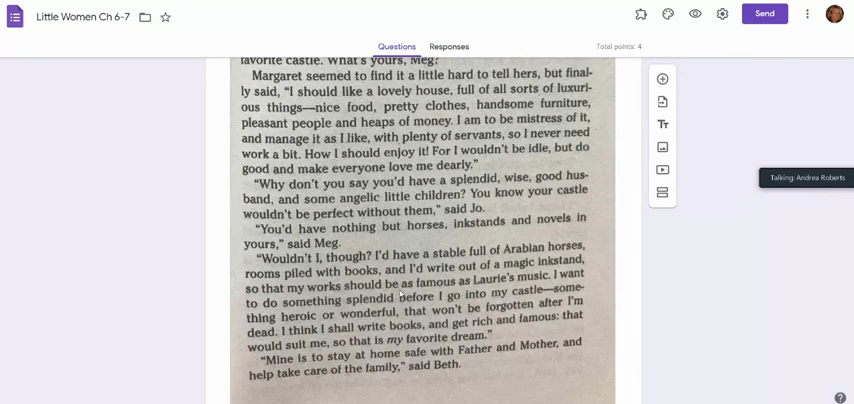 Little Women Ch 6-7
Send
Questions
Responses
Total points: 4
favorite castle. What's yours, Meg?
Margaret seemed to find it a little hard to tell hers, but final-
ly said, "I should like a lovely house, full of all sorts of luxuri-
ous things—nice food, pretty clothes, handsome furniture,
pleasant people and heaps of money. I am to be mistress of it,
and manage it as I like, with plenty of servants, so I never need
work a bit. How I should enjoy it! For I wouldn't be idle, but do
good and make everyone love me dearly."
"Why don't you say you'd have a splendid, wise, good hus-
band, and some angelic little children? You know your castle
wouldn't be perfect without them," said Jo.
"You'd have nothing but horses, inkstands and novels in
yours," said Meg.
"Wouldn't I, though? I'd have a stable full of Arabian horses,
rooms piled with books, and I'd write out of a magic inkstand,
so that my works should be as famous as Laurie's music. I want
to do something splendid before I go into my castle—some-
thing heroic or wonderful, that won't be forgotten after I'm
dead. I think I shall write books, and get rich and famous: that
would suit me, so that is my favorite dream."
"Mine is to stay at home safe with Father and Mother, and
help take care of the family," said Beth.
Tт
Talking: Andrea Roberts